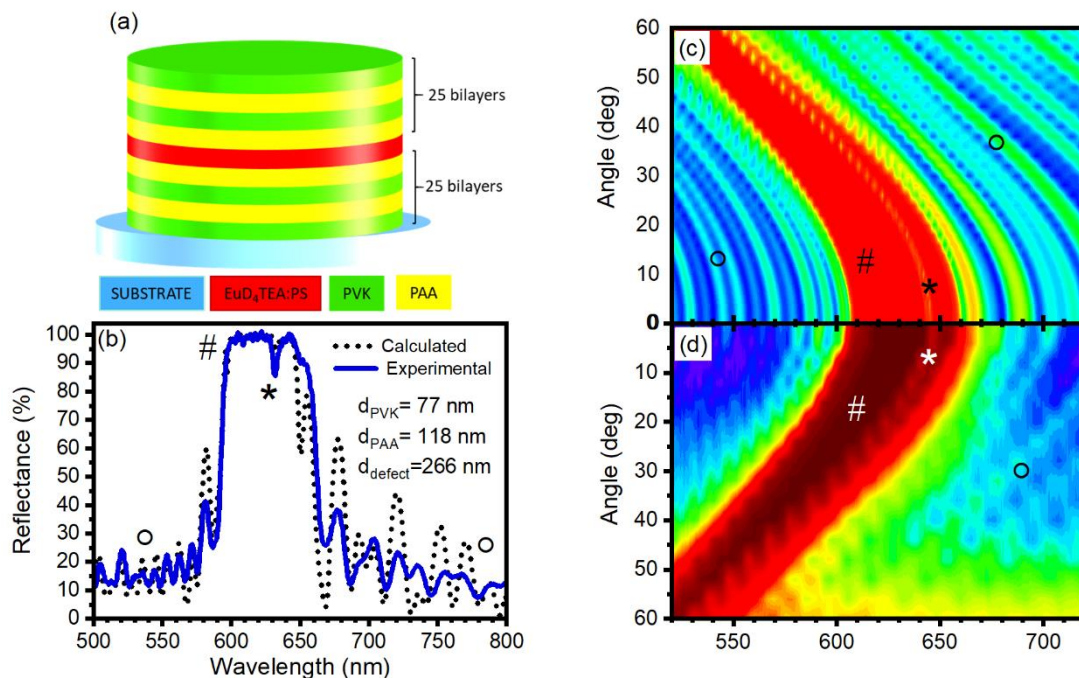 (a)
25 bilayers
25 bilayers
SUBSTRATE EuD₄TEA:PS PVK PAA
(b)
#
*
Calculated
Experimental
d_PVK= 77 nm
d_PAA= 118 nm
d_defect=266 nm
Reflectance (%)
100
90
80
70
60
50
40
30
20
10
0
500 550 600 650 700 750 800
Wavelength (nm)
(c)
#
*
Angle (deg)
60
50
40
30
20
10
0
(d)
#
*
Angle (deg)
10
20
30
40
50
60
550 600 650 700